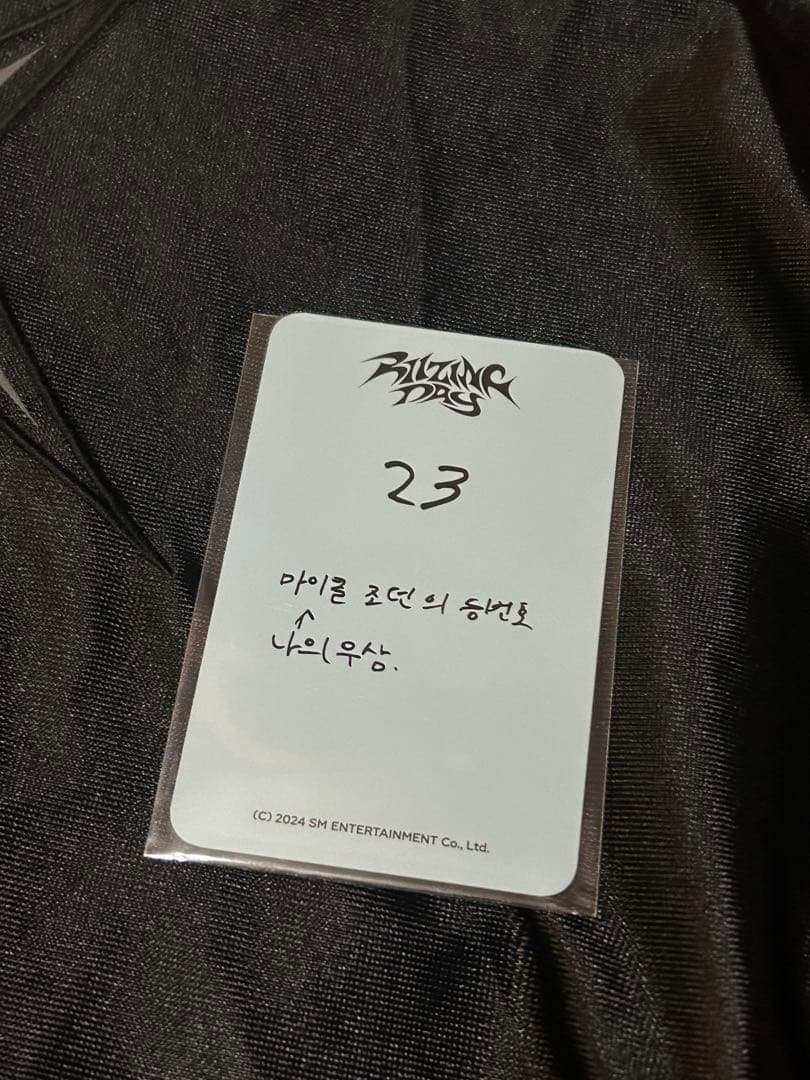 RIIZING
DAY
23
마이클 조던의 등번호
↑
나의 우상.
(C) 2024 SM ENTERTAINMENT Co., Ltd.